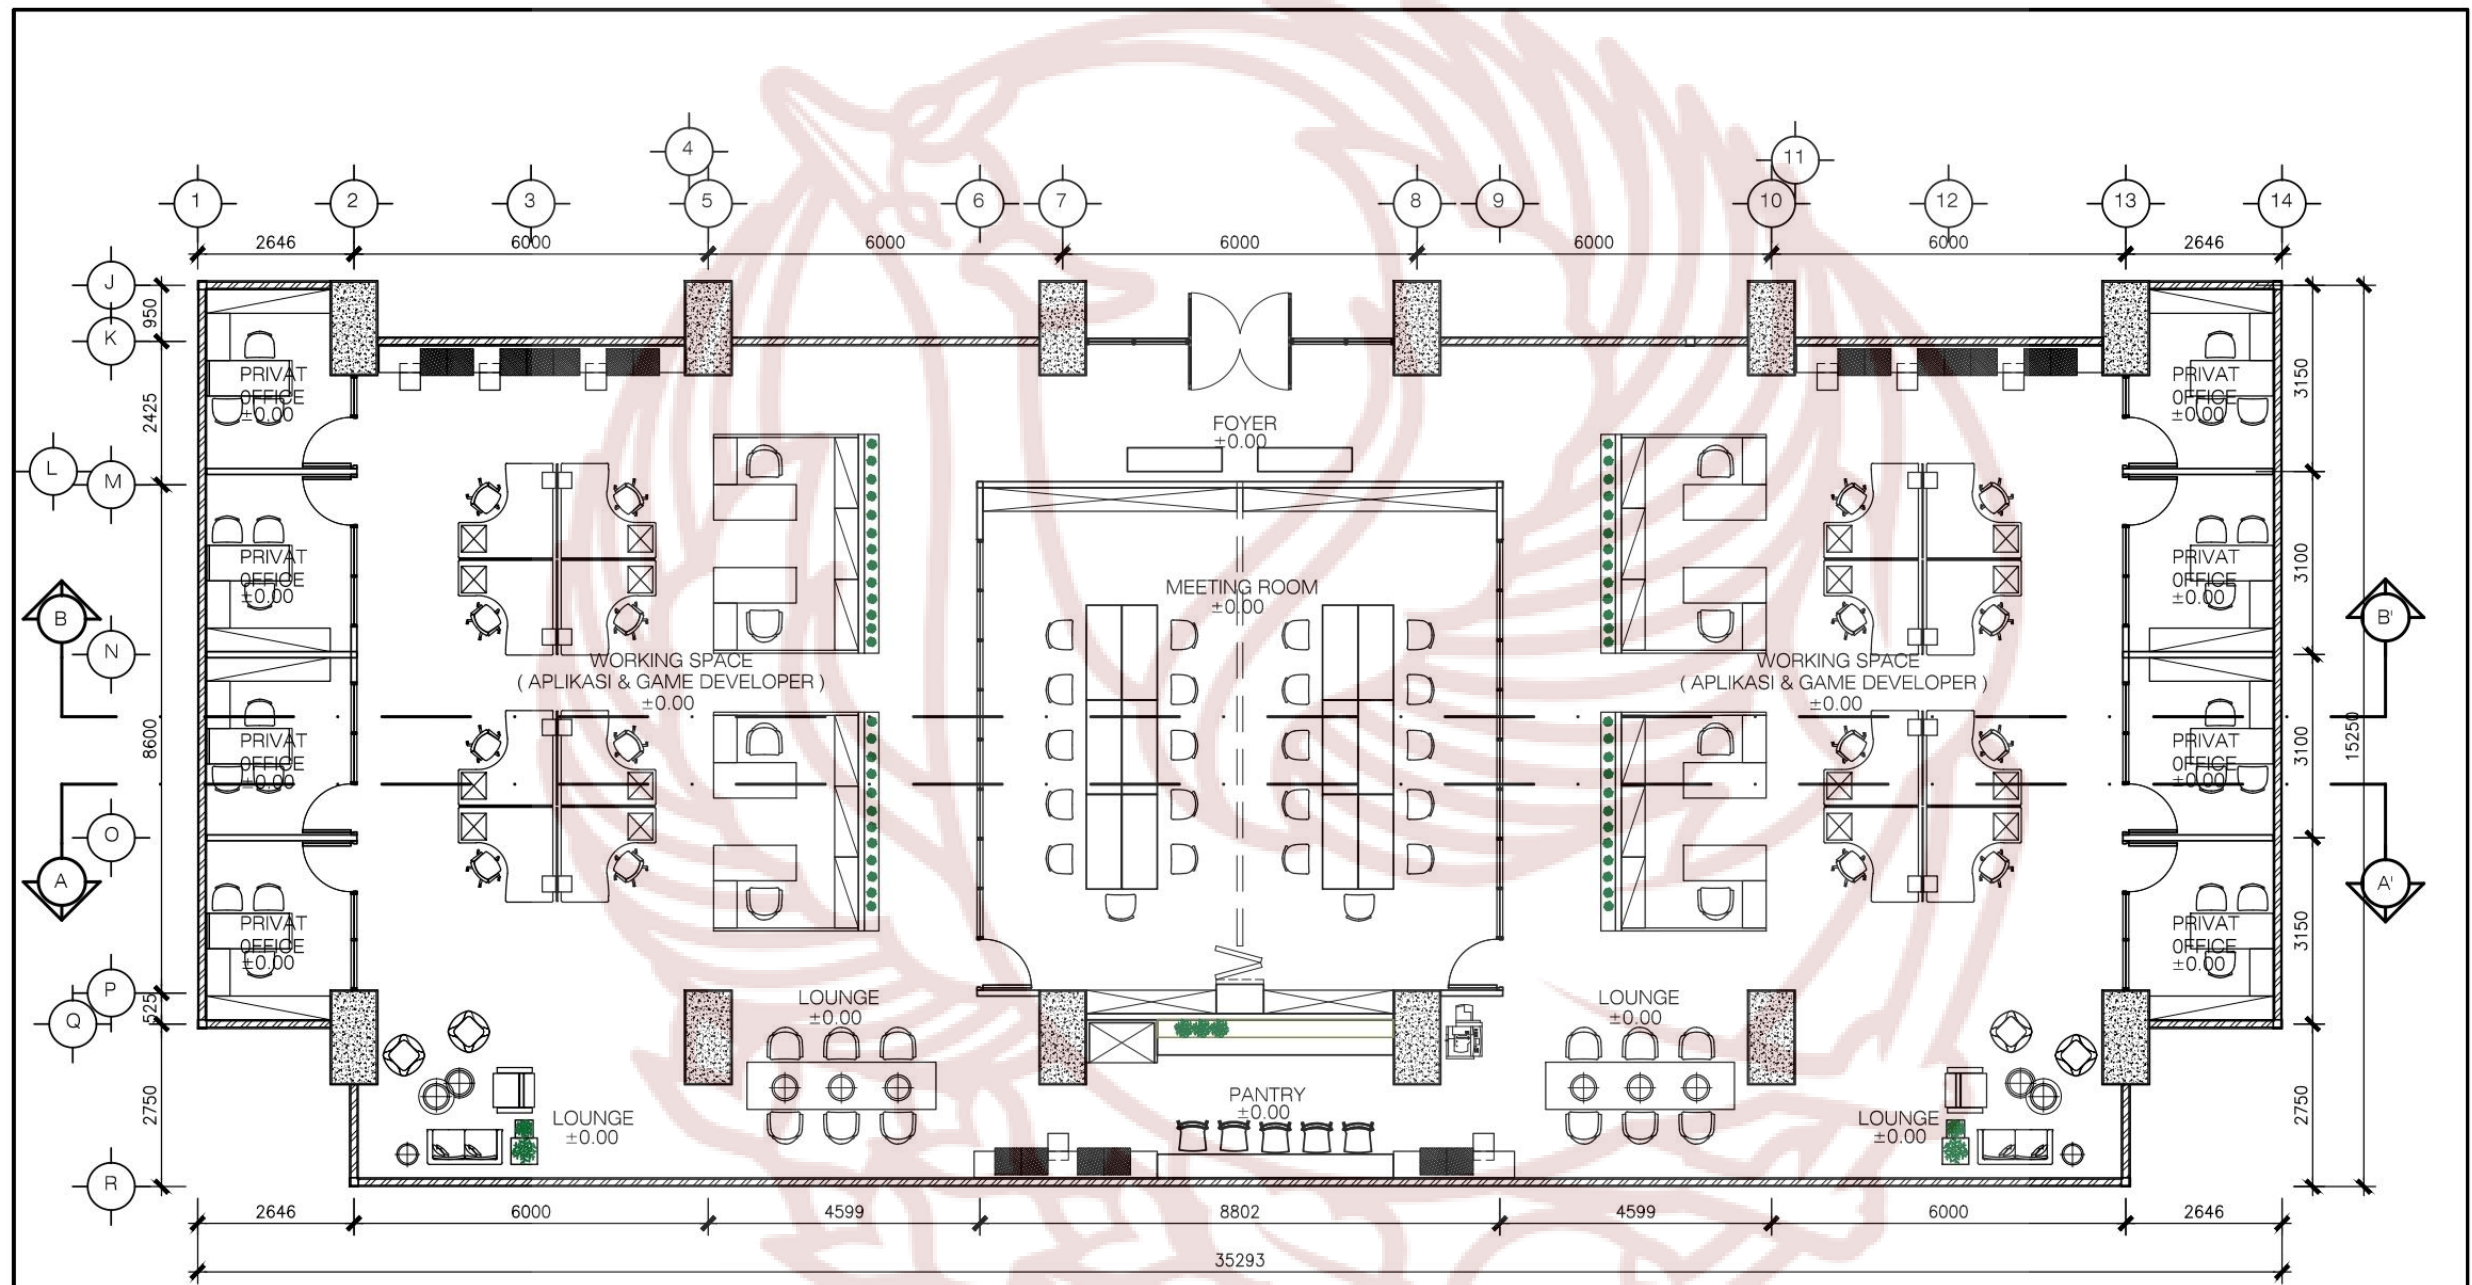 4
11
1
2
3
5
6
7
8
9
10
12
13
14
2646
6000
6000
6000
6000
6000
2646
J
K
L
M
N
O
P
Q
R
950
2425
8600
525
2750
B
A
B'
A'
3150
3100
3100
3150
2750
15250
PRIVAT
OFFICE
±0.00
PRIVAT
OFFICE
±0.00
PRIVAT
OFFICE
±0.00
PRIVAT
OFFICE
±0.00
FOYER
±0.00
MEETING ROOM
±0.00
WORKING SPACE
( APLIKASI & GAME DEVELOPER )
±0.00
WORKING SPACE
( APLIKASI & GAME DEVELOPER )
±0.00
PRIVAT
OFFICE
±0.00
PRIVAT
OFFICE
±0.00
PRIVAT
OFFICE
±0.00
PRIVAT
OFFICE
±0.00
LOUNGE
±0.00
LOUNGE
±0.00
LOUNGE
±0.00
PANTRY
±0.00
LOUNGE
±0.00
2646
6000
4599
8802
4599
6000
2646
35293